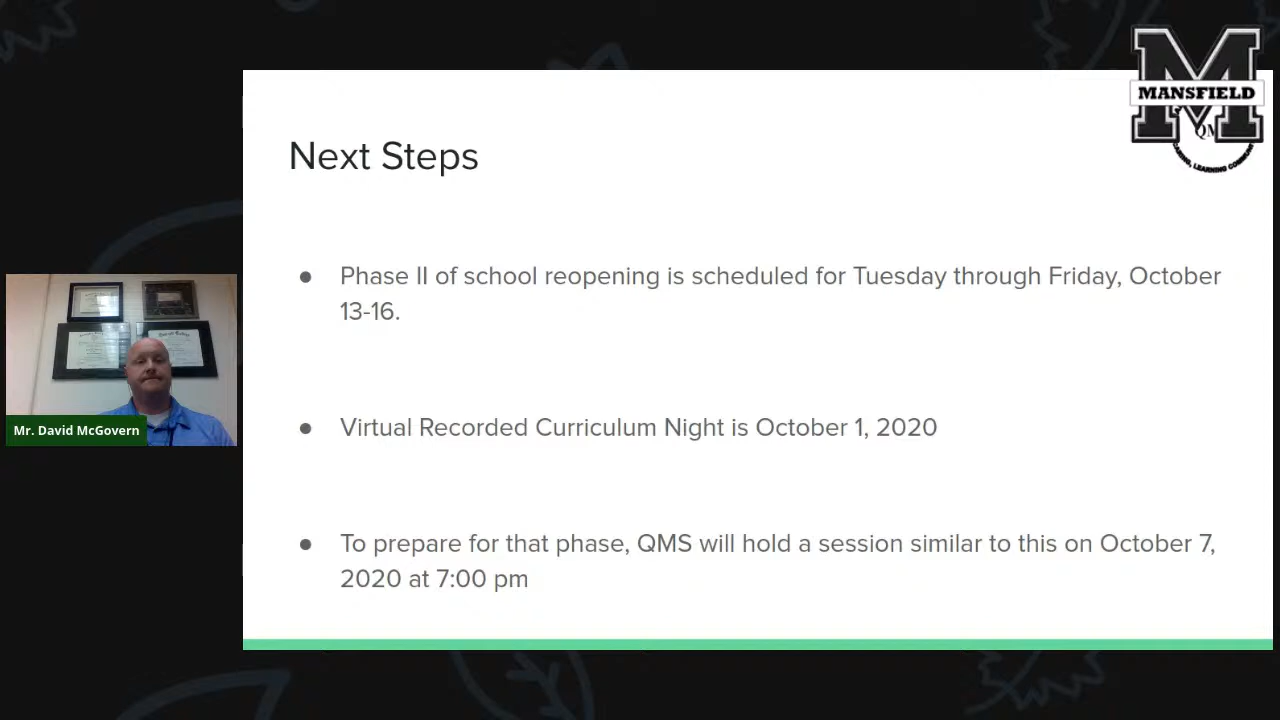 MANSFIELD
QM
LEARNING
Next Steps
● Phase II of school reopening is scheduled for Tuesday through Friday, October
13-16.
Mr. David McGovern
● Virtual Recorded Curriculum Night is October 1, 2020
● To prepare for that phase, QMS will hold a session similar to this on October 7,
2020 at 7:00 pm